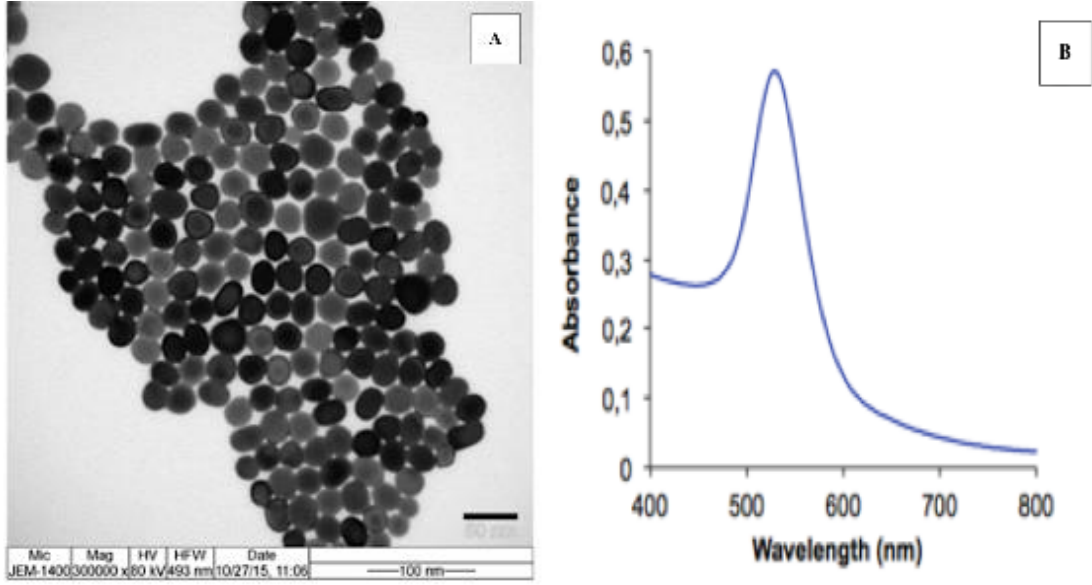 A
50 nm
Mic Mag HV HFW Date
JEM-1400 300000 x 80 kV 493 nm 10/27/15, 11:06 100 nm
B
0,6
0,5
0,4
0,3
0,2
0,1
0
Absorbance
400 500 600 700 800
Wavelength (nm)